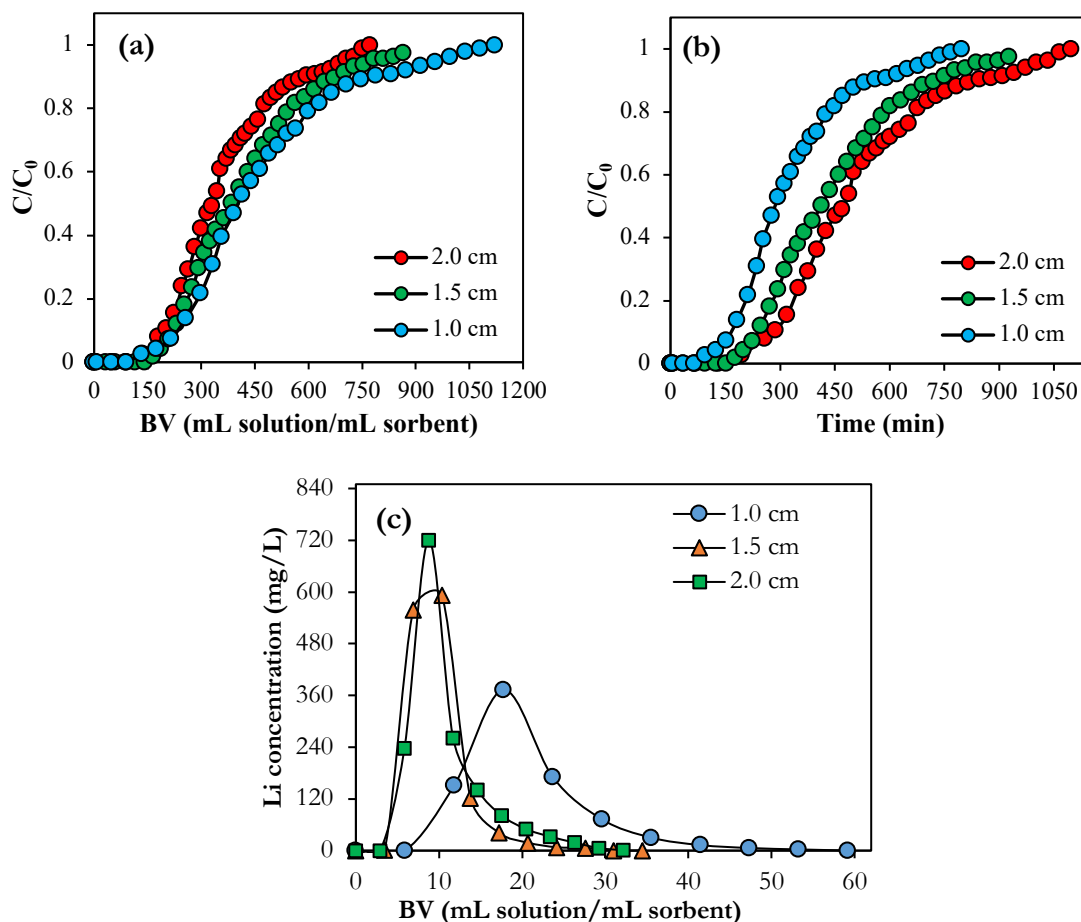 (a)
C/C0
1
0.8
0.6
0.4
0.2
0
2.0 cm
1.5 cm
1.0 cm
0 150 300 450 600 750 900 1050 1200
BV (mL solution/mL sorbent)
(b)
C/C0
1
0.8
0.6
0.4
0.2
0
2.0 cm
1.5 cm
1.0 cm
0 150 300 450 600 750 900 1050
Time (min)
(c)
Li concentration (mg/L)
840
720
600
480
360
240
120
0
1.0 cm
1.5 cm
2.0 cm
0 10 20 30 40 50 60
BV (mL solution/mL sorbent)